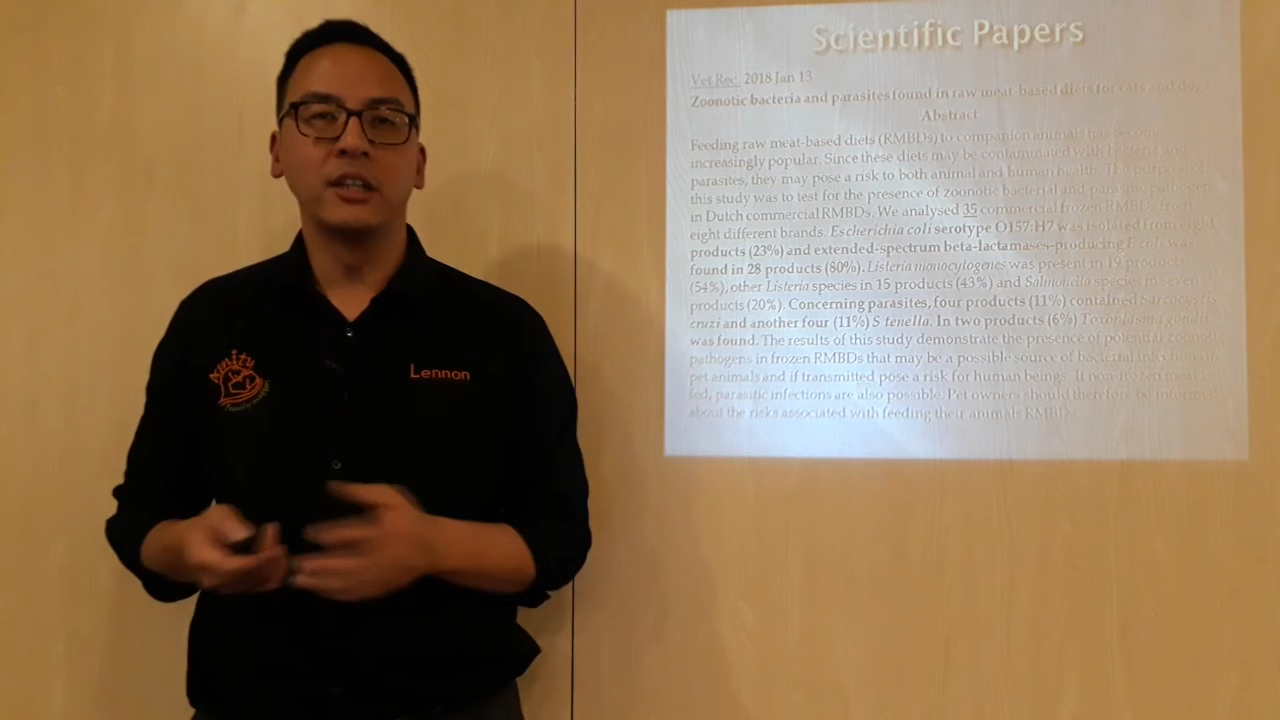 Scientific Papers
Vet Rec. 2018 Jan 13
Zoonotic bacteria and parasites found in raw meat-based diets for cats and dogs.
Abstract
Feeding raw meat-based diets (RMBDs) to companion animals has become
increasingly popular. Since these diets may be contaminated with bacteria and
parasites, they may pose a risk to both animal and human health. The purpose of
this study was to test for the presence of zoonotic bacterial and parasitic pathogens
in Dutch commercial RMBDs. We analysed 35 commercial frozen RMBDs from
eight different brands. Escherichia coli serotype O157:H7 was isolated from eight
products (23%) and extended-spectrum beta-lactamases-producing E coli was
found in 28 products (80%). Listeria monocytogenes was present in 19 products
(54%), other Listeria species in 15 products (43%) and Salmonella species in seven
products (20%). Concerning parasites, four products (11%) contained Sarcocystis
cruzi and another four (11%) S tenella. In two products (6%) Toxoplasma gondii
was found. The results of this study demonstrate the presence of potential zoonotic
pathogens in frozen RMBDs that may be a possible source of bacterial infections in
pet animals and if transmitted pose a risk for human beings. If non-frozen meat is
fed, parasitic infections are also possible. Pet owners should therefore be informed
about the risks associated with feeding their animals RMBDs.
Lennon